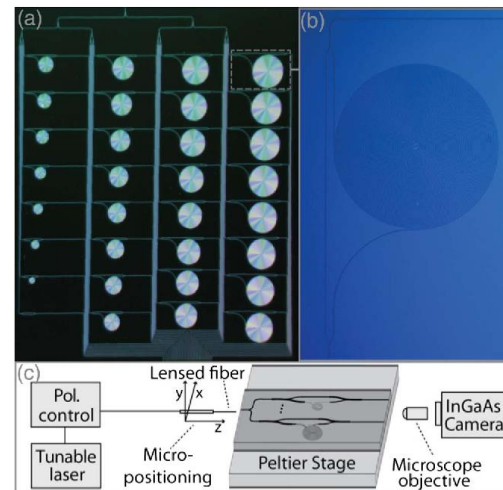 (a)
(b)
(c)
Lensed fiber
Pol.
control
y
x
z
Tunable
laser
Micro-
positioning
Peltier Stage
InGaAs
Camera
Microscope
objective